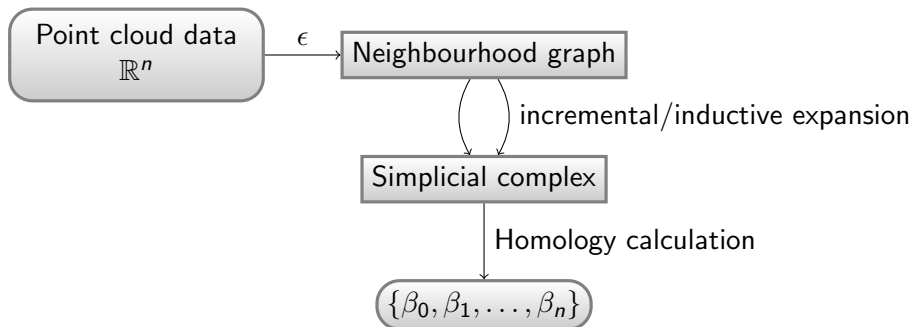 Point cloud data
ℝⁿ
ϵ
Neighbourhood graph
incremental/inductive expansion
Simplicial complex
Homology calculation
{β₀, β₁, . . . , βₙ}